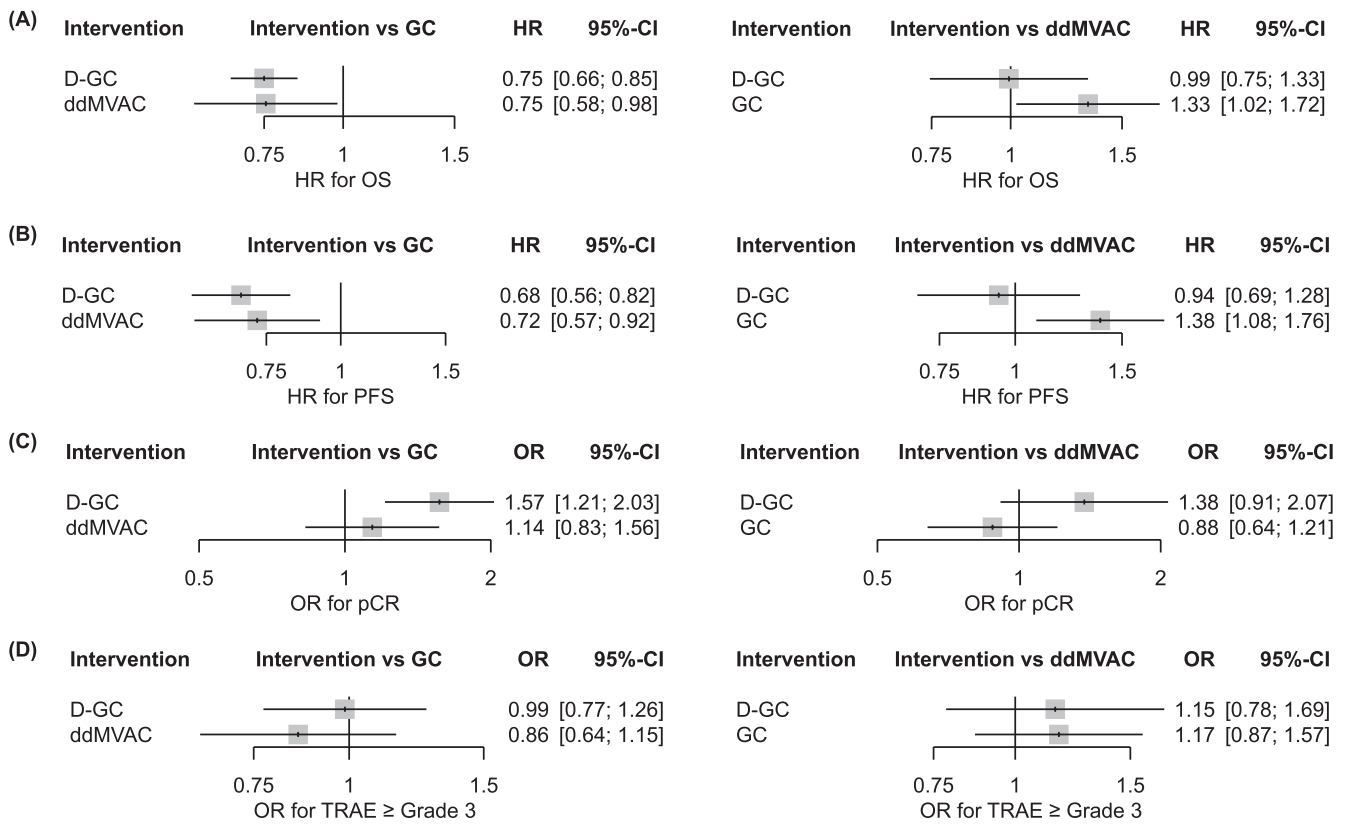 (A) Intervention Intervention vs GC HR 95%-CI Intervention Intervention vs ddMVAC HR 95%-CI
D-GC 0.75 [0.66; 0.85] D-GC 0.99 [0.75; 1.33]
ddMVAC 0.75 [0.58; 0.98] GC 1.33 [1.02; 1.72]
0.75 1 1.5 0.75 1 1.5
HR for OS HR for OS
(B) Intervention Intervention vs GC HR 95%-CI Intervention Intervention vs ddMVAC HR 95%-CI
D-GC 0.68 [0.56; 0.82] D-GC 0.94 [0.69; 1.28]
ddMVAC 0.72 [0.57; 0.92] GC 1.38 [1.08; 1.76]
0.75 1 1.5 0.75 1 1.5
HR for PFS HR for PFS
(C) Intervention Intervention vs GC OR 95%-CI Intervention Intervention vs ddMVAC OR 95%-CI
D-GC 1.57 [1.21; 2.03] D-GC 1.38 [0.91; 2.07]
ddMVAC 1.14 [0.83; 1.56] GC 0.88 [0.64; 1.21]
0.5 1 2 0.5 1 2
OR for pCR OR for pCR
(D) Intervention Intervention vs GC OR 95%-CI Intervention Intervention vs ddMVAC OR 95%-CI
D-GC 0.99 [0.77; 1.26] D-GC 1.15 [0.78; 1.69]
ddMVAC 0.86 [0.64; 1.15] GC 1.17 [0.87; 1.57]
0.75 1 1.5 0.75 1 1.5
OR for TRAE ≥ Grade 3 OR for TRAE ≥ Grade 3